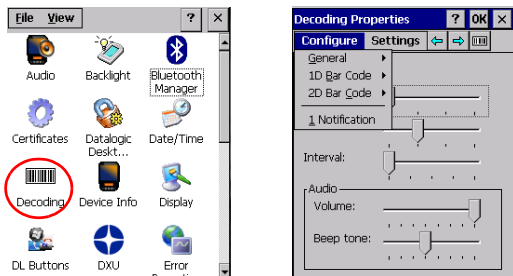 File View ? ×
Audio Backlight Bluetooth
Manager
Certificates Datalogic Date/Time
Deskt...
Decoding Device Info Display
DL Buttons DXU Error
Decoding Properties ? OK ×
Configure Settings
General
1D Bar Code
2D Bar Code
1 Notification
Interval:
Audio
Volume:
Beep tone: